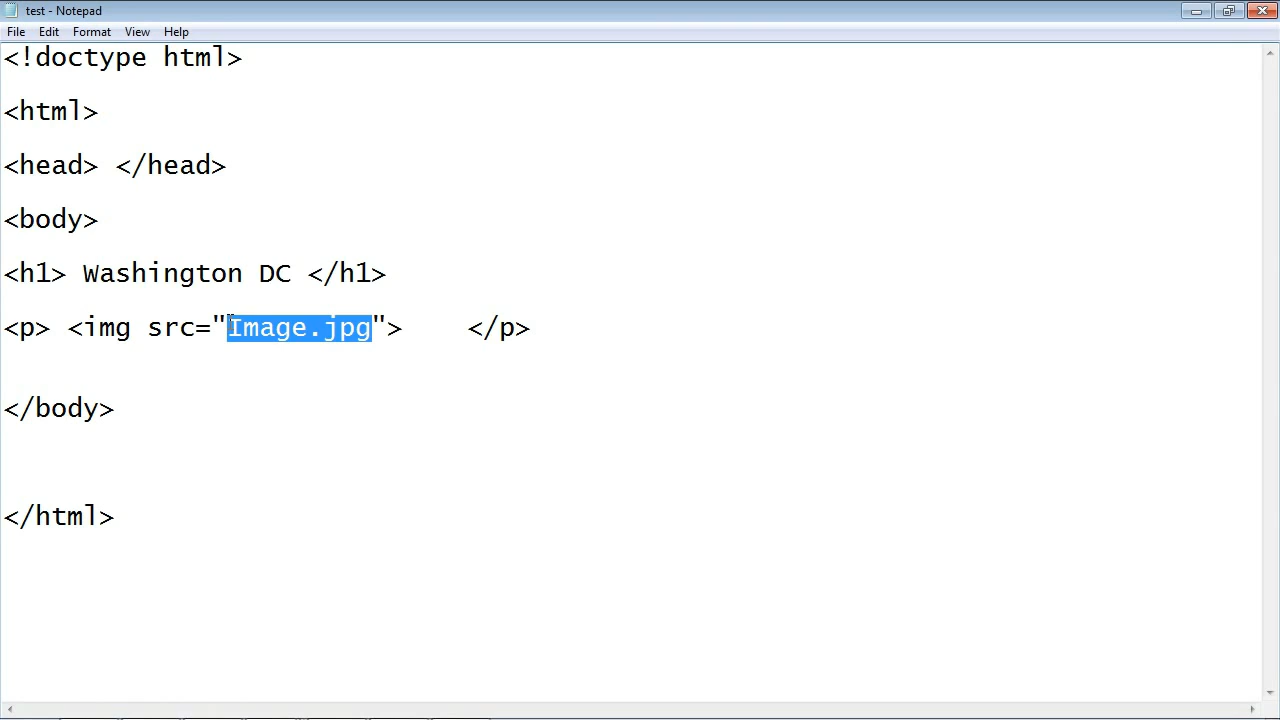 test - Notepad
File Edit Format View Help
<!doctype html>
<html>
<head> </head>
<body>
<h1> Washington DC </h1>
<p> <img src="Image.jpg">    </p>
</body>
</html>